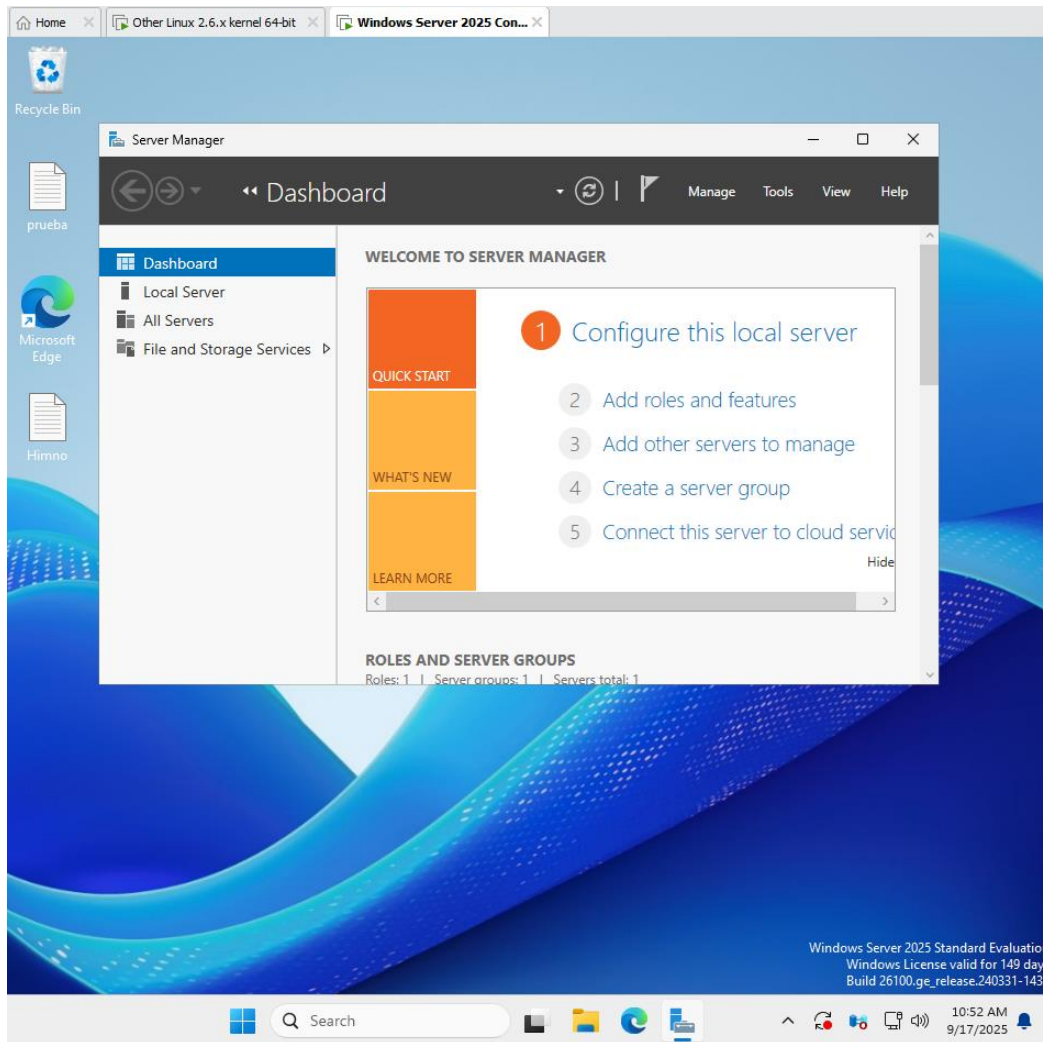 Home
Other Linux 2.6.x kernel 64-bit
Windows Server 2025 Con...
Recycle Bin
prueba
Microsoft
Edge
Himno
Server Manager
Dashboard
Manage
Tools
View
Help
Dashboard
Local Server
All Servers
File and Storage Services
WELCOME TO SERVER MANAGER
QUICK START
WHAT'S NEW
LEARN MORE
1 Configure this local server
2 Add roles and features
3 Add other servers to manage
4 Create a server group
5 Connect this server to cloud servic
Hide
ROLES AND SERVER GROUPS
Roles: 1 | Server groups: 1 | Servers total: 1
Windows Server 2025 Standard Evaluatio
Windows License valid for 149 day
Build 26100.ge_release.240331-143
Search
10:52 AM
9/17/2025